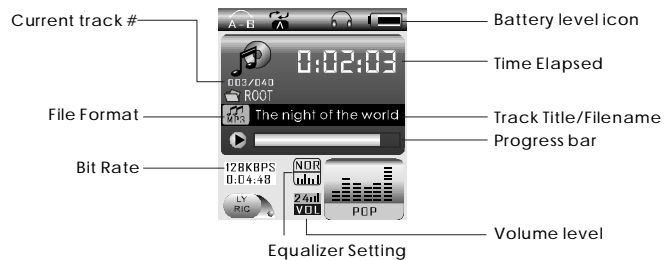 Current track #
A-B
A
Battery level icon
0:02:03
Time Elapsed
003/040
ROOT
File Format
MP3
The night of the world
Track Title/Filename
Progress bar
Bit Rate
128KBPS
0:04:48
NOR
LY
RIC
24
VOL
POP
Volume level
Equalizer Setting